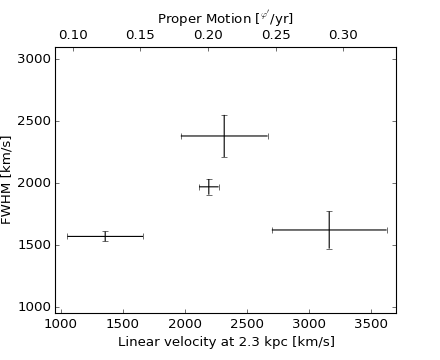 Proper Motion ["/yr]
0.10 0.15 0.20 0.25 0.30
3000
2500
2000
1500
1000
FWHM [km/s]
1000 1500 2000 2500 3000 3500
Linear velocity at 2.3 kpc [km/s]